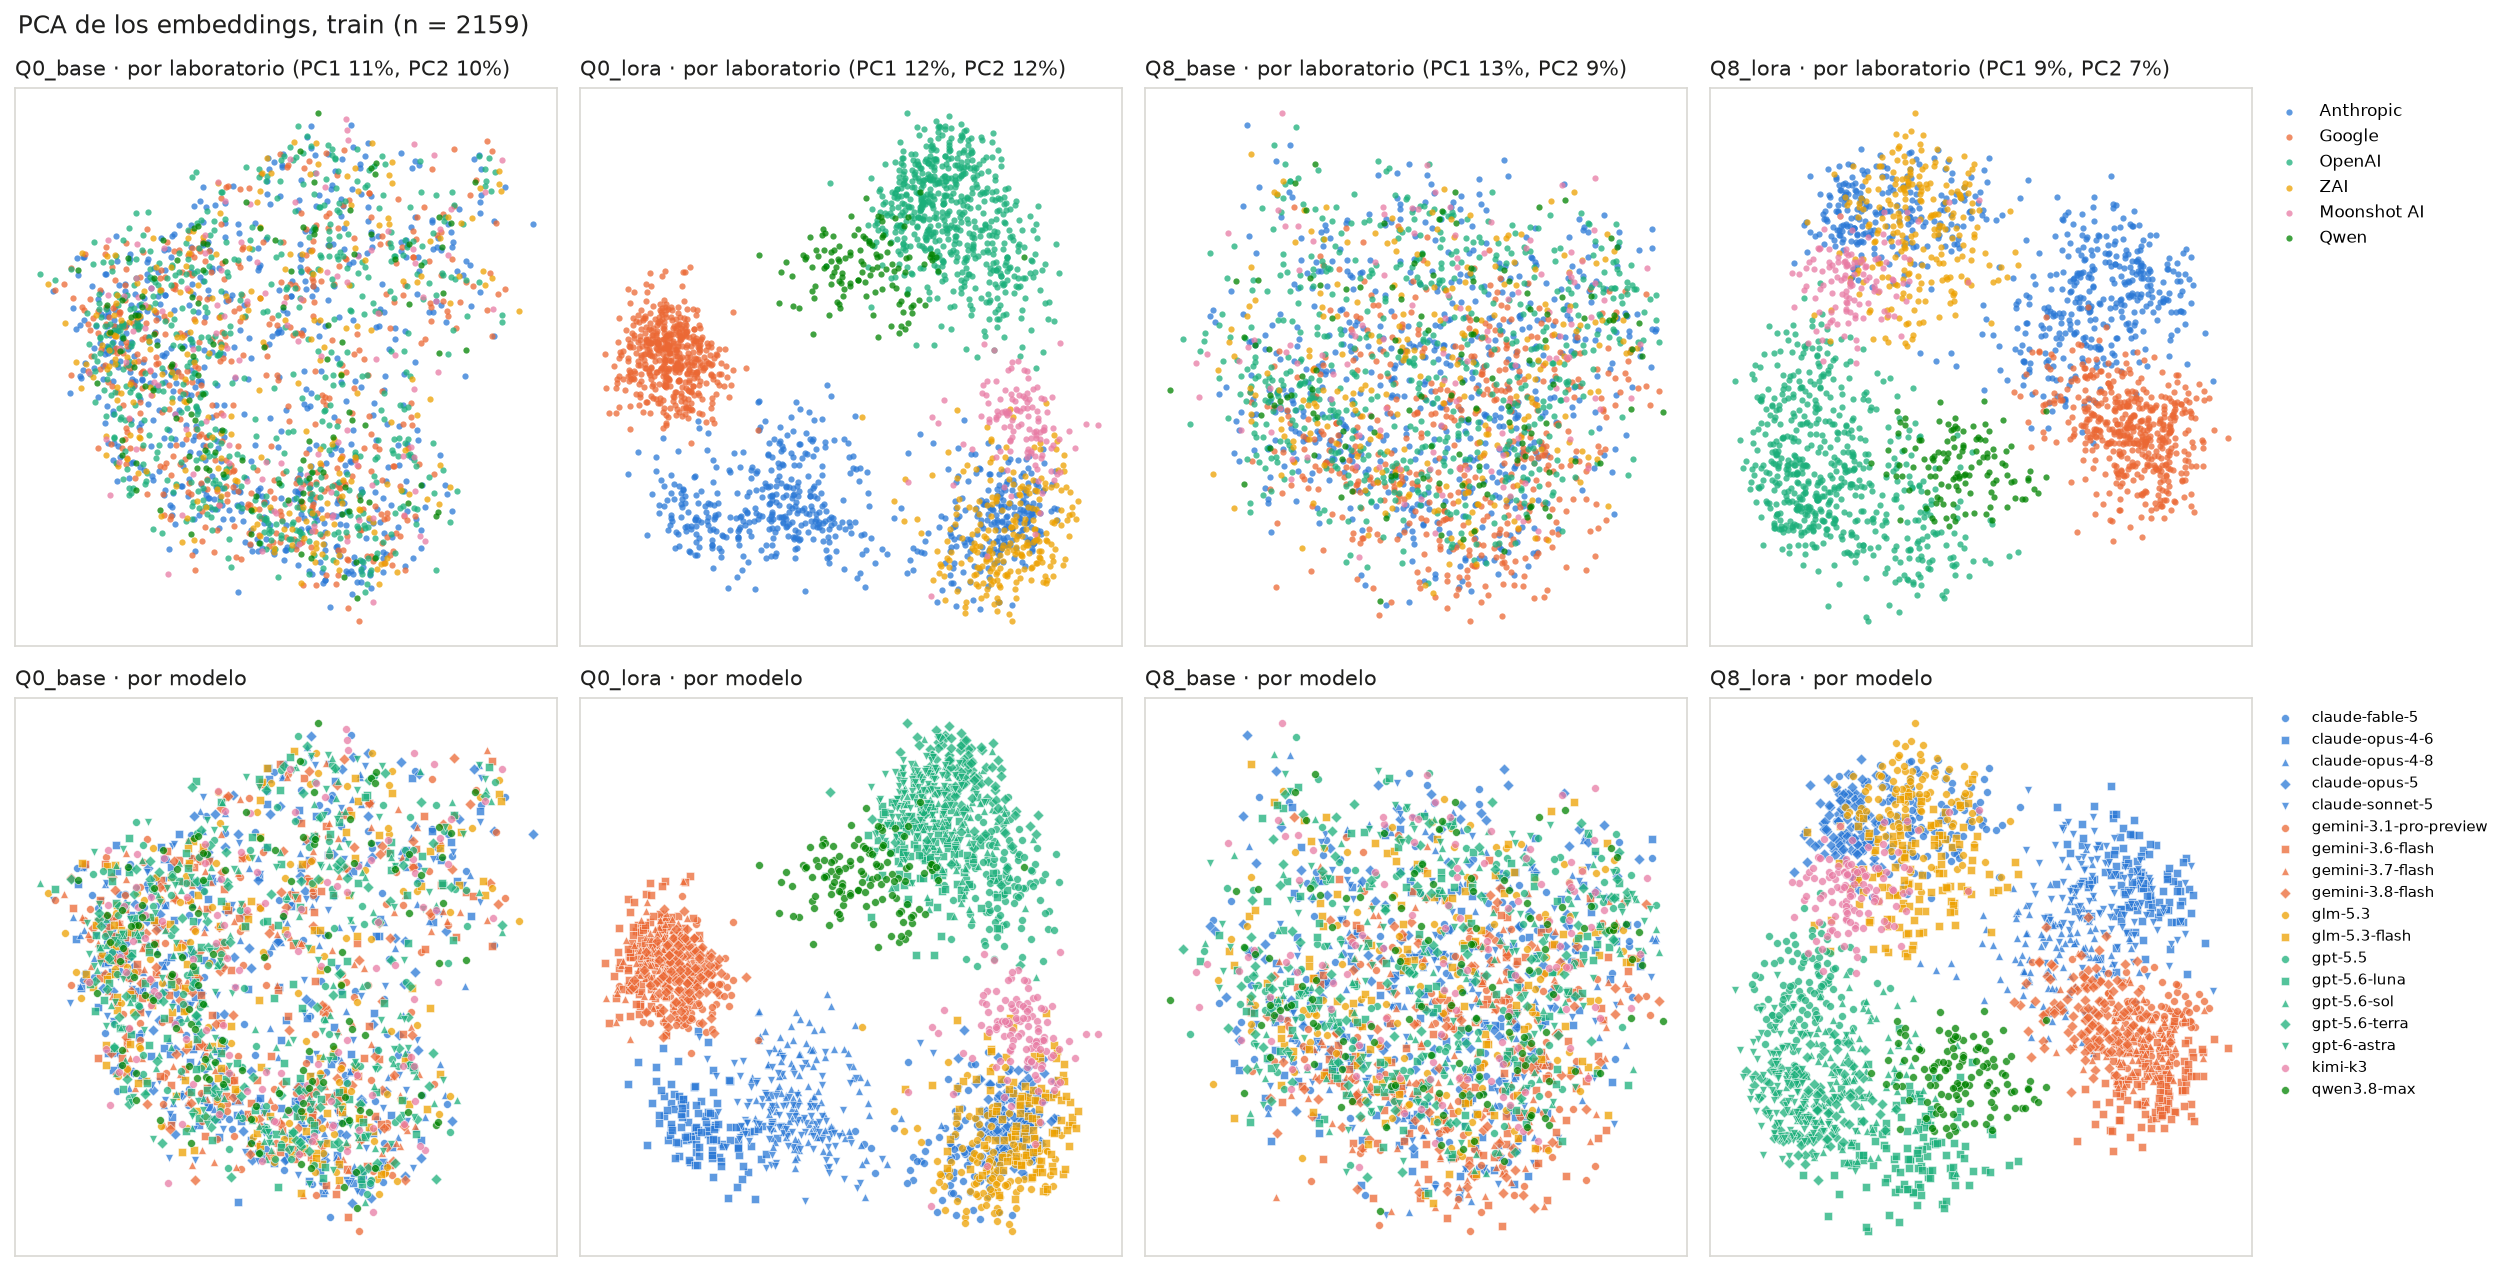 PCA de los embeddings, train (n = 2159)
Q0_base · por laboratorio (PC1 11%, PC2 10%)
Q0_lora · por laboratorio (PC1 12%, PC2 12%)
Q8_base · por laboratorio (PC1 13%, PC2 9%)
Q8_lora · por laboratorio (PC1 9%, PC2 7%)
Anthropic
Google
OpenAI
ZAI
Moonshot AI
Qwen
Q0_base · por modelo
Q0_lora · por modelo
Q8_base · por modelo
Q8_lora · por modelo
claude-fable-5
claude-opus-4-6
claude-opus-4-8
claude-opus-5
claude-sonnet-5
gemini-3.1-pro-preview
gemini-3.6-flash
gemini-3.7-flash
gemini-3.8-flash
glm-5.3
glm-5.3-flash
gpt-5.5
gpt-5.6-luna
gpt-5.6-sol
gpt-5.6-terra
gpt-6-astra
kimi-k3
qwen3.8-max